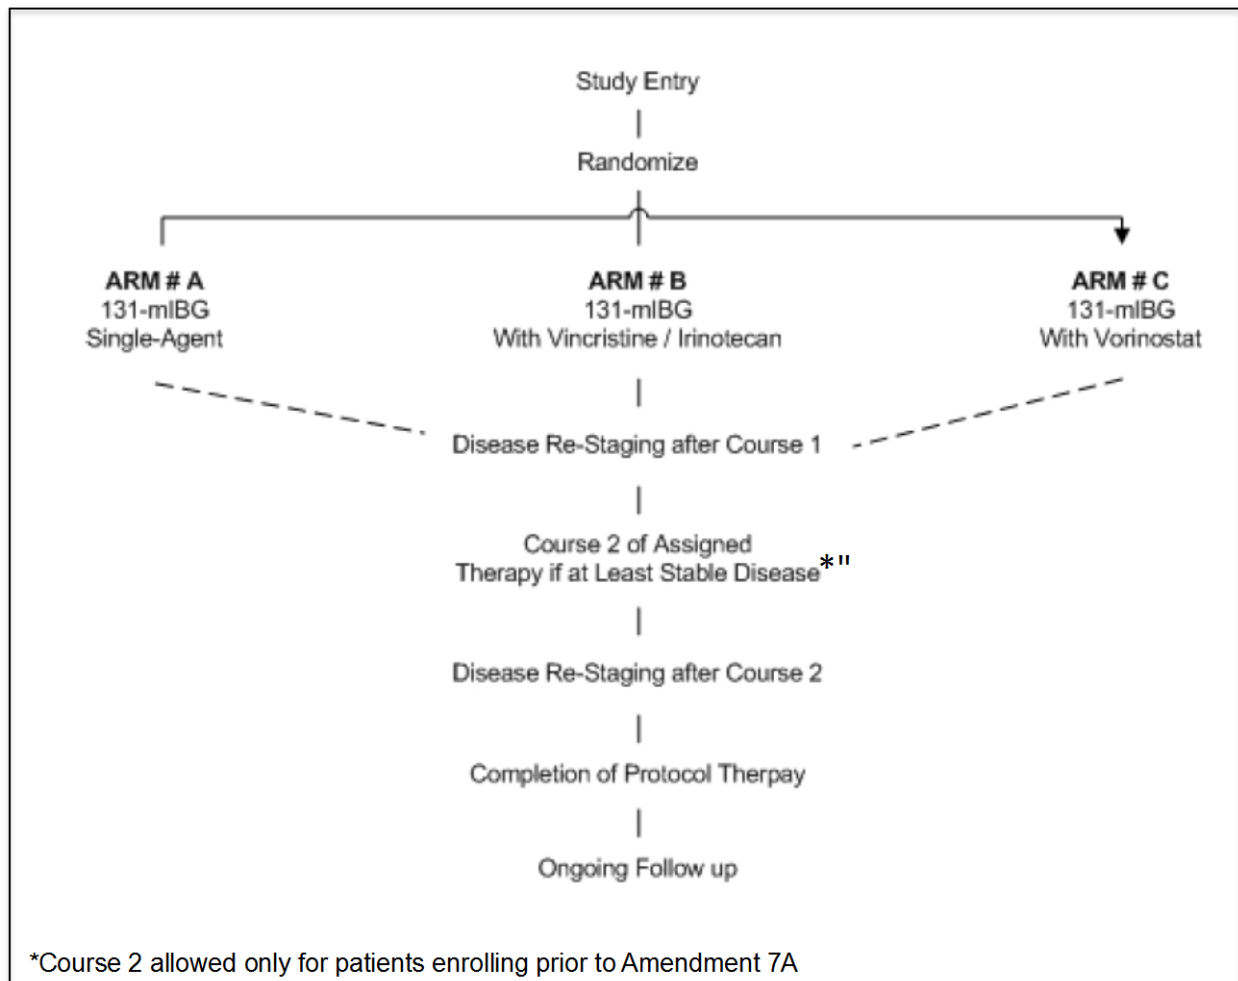 Study Entry
Randomize
ARM # A
131-mIBG
Single-Agent
ARM # B
131-mIBG
With Vincristine / Irinotecan
ARM # C
131-mIBG
With Vorinostat
Disease Re-Staging after Course 1
Course 2 of Assigned
Therapy if at Least Stable Disease*"
Disease Re-Staging after Course 2
Completion of Protocol Therpay
Ongoing Follow up
*Course 2 allowed only for patients enrolling prior to Amendment 7A